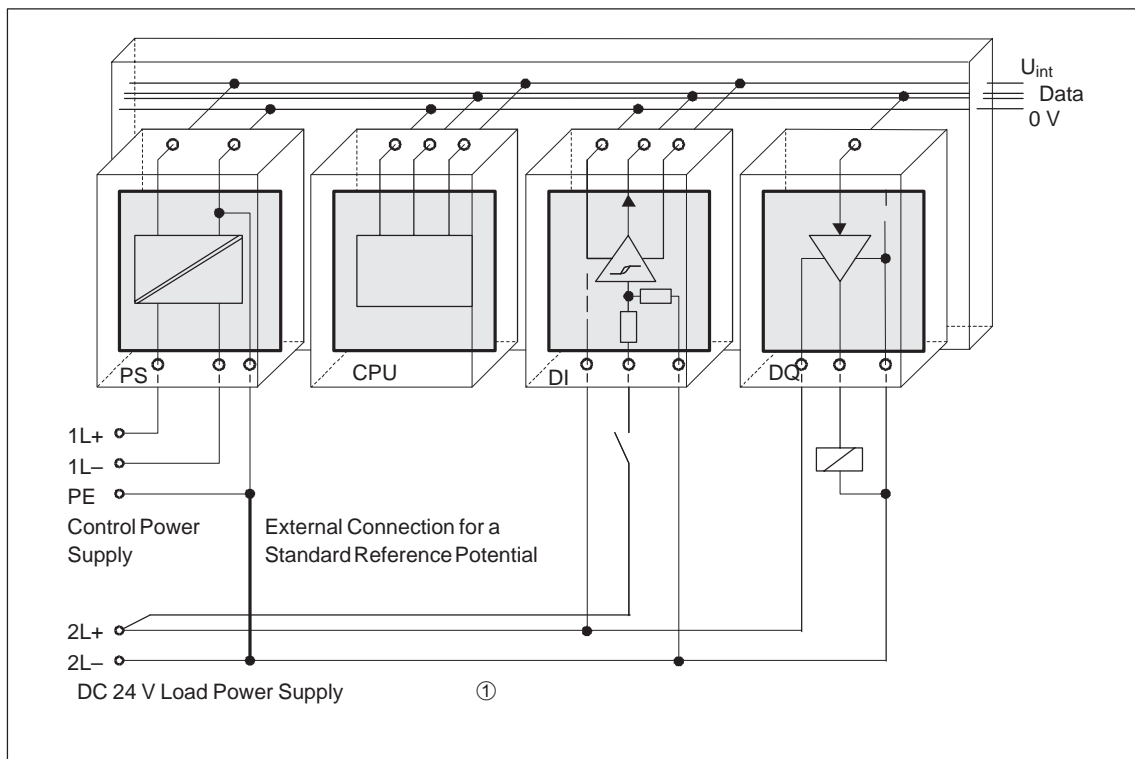 U_int
Data
0 V
PS
CPU
DI
DQ
1L+
1L–
PE
Control Power
Supply
External Connection for a
Standard Reference Potential
2L+
2L–
DC 24 V Load Power Supply ①